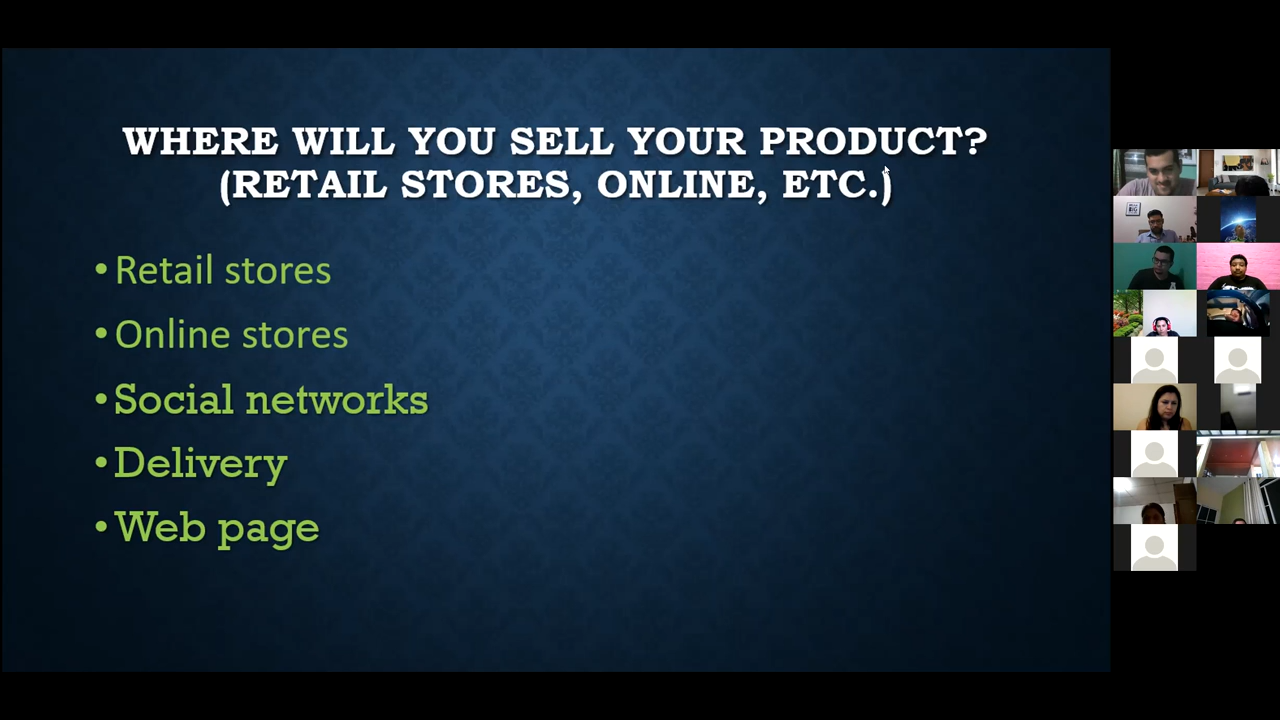 WHERE WILL YOU SELL YOUR PRODUCT?
(RETAIL STORES, ONLINE, ETC.)
• Retail stores
• Online stores
• Social networks
• Delivery
• Web page